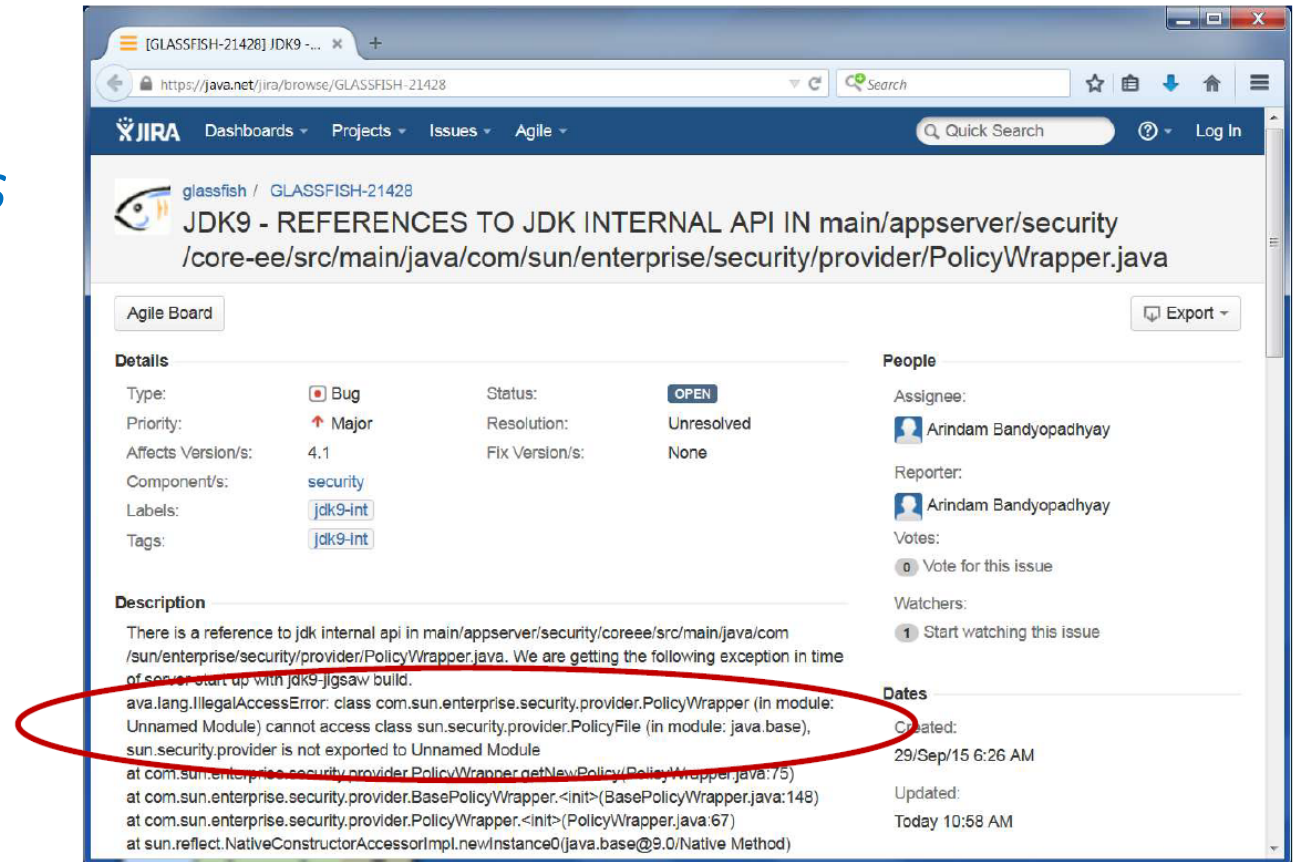 [GLASSFISH-21428] JDK9 -...
https://java.net/jira/browse/GLASSFISH-21428
Search
JIRA Dashboards Projects Issues Agile Quick Search Log In
s
glassfish / GLASSFISH-21428
JDK9 - REFERENCES TO JDK INTERNAL API IN main/appserver/security
/core-ee/src/main/java/com/sun/enterprise/security/provider/PolicyWrapper.java
Agile Board
Export
Details
Type: Bug Status: OPEN
Priority: Major Resolution: Unresolved
Affects Version/s: 4.1 Fix Version/s: None
Component/s: security
Labels: jdk9-int
Tags: jdk9-int
People
Assignee:
Arindam Bandyopadhyay
Reporter:
Arindam Bandyopadhyay
Votes:
0 Vote for this issue
Watchers:
1 Start watching this issue
Description
There is a reference to jdk internal api in main/appserver/security/coreee/src/main/java/com
/sun/enterprise/security/provider/PolicyWrapper.java. We are getting the following exception in time
of server start up with jdk9-jigsaw build.
ava.lang.IllegalAccessError: class com.sun.enterprise.security.provider.PolicyWrapper (in module:
Unnamed Module) cannot access class sun.security.provider.PolicyFile (in module: java.base),
sun.security.provider is not exported to Unnamed Module
at com.sun.enterprise.security.provider.PolicyWrapper.getNewPolicy(PolicyWrapper.java:75)
at com.sun.enterprise.security.provider.BasePolicyWrapper.<init>(BasePolicyWrapper.java:148)
at com.sun.enterprise.security.provider.PolicyWrapper.<init>(PolicyWrapper.java:67)
at sun.reflect.NativeConstructorAccessorImpl.newInstance0(java.base@9.0/Native Method)
Dates
Created:
29/Sep/15 6:26 AM
Updated:
Today 10:58 AM